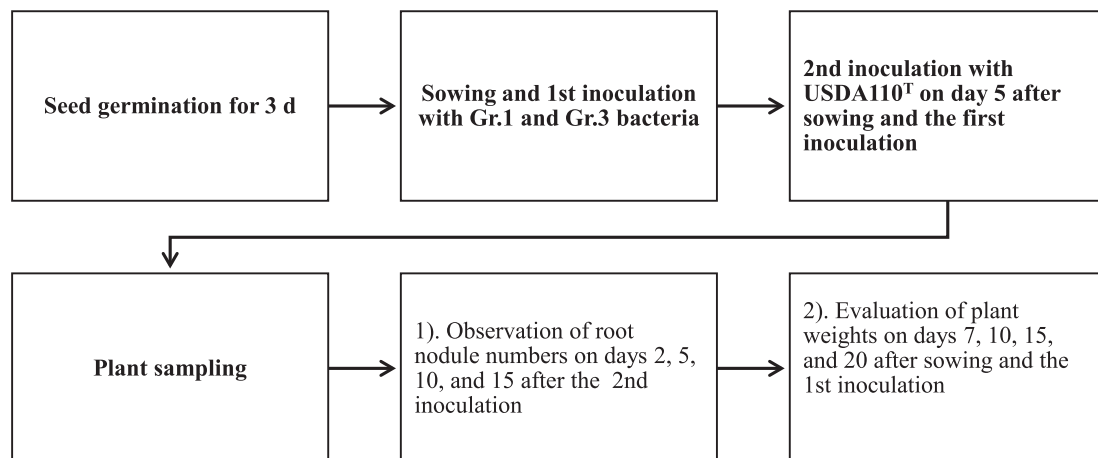 Seed germination for 3 d
Sowing and 1st inoculation
with Gr.1 and Gr.3 bacteria
2nd inoculation with
USDA110ᵀ on day 5 after
sowing and the first
inoculation
Plant sampling
1). Observation of root
nodule numbers on days 2, 5,
10, and 15 after the 2nd
inoculation
2). Evaluation of plant
weights on days 7, 10, 15,
and 20 after sowing and the
1st inoculation